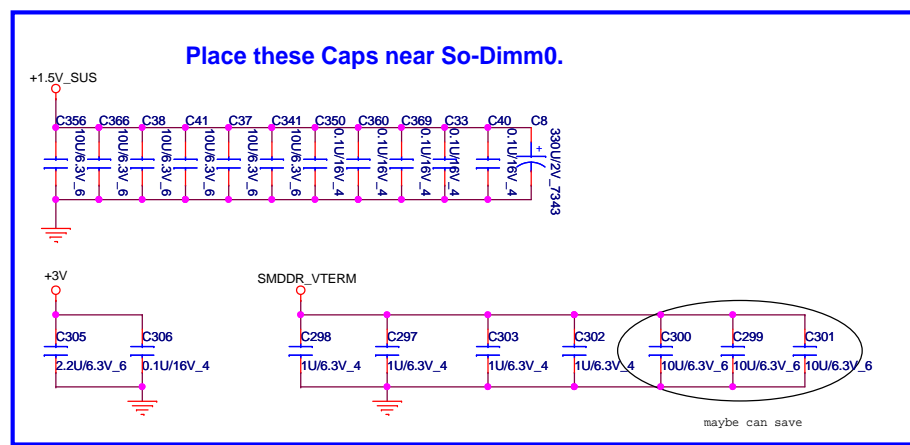 Place these Caps near So-Dimm0.
+1.5V_SUS
C356 C366 C38 C41 C37 C341 C350 C360 C369 C33 C40 C8
10U/6.3V_6
10U/6.3V_6
10U/6.3V_6
10U/6.3V_6
10U/6.3V_6
10U/6.3V_6
0.1U/16V_4
0.1U/16V_4
0.1U/16V_4
0.1U/16V_4
0.1U/16V_4
+
330U/2V_7343
+3V
C305 C306
2.2U/6.3V_6 0.1U/16V_4
SMDDR_VTERM
C298 C297 C303 C302 C300 C299 C301
1U/6.3V_4 1U/6.3V_4 1U/6.3V_4 1U/6.3V_4 10U/6.3V_6 10U/6.3V_6 10U/6.3V_6
maybe can save